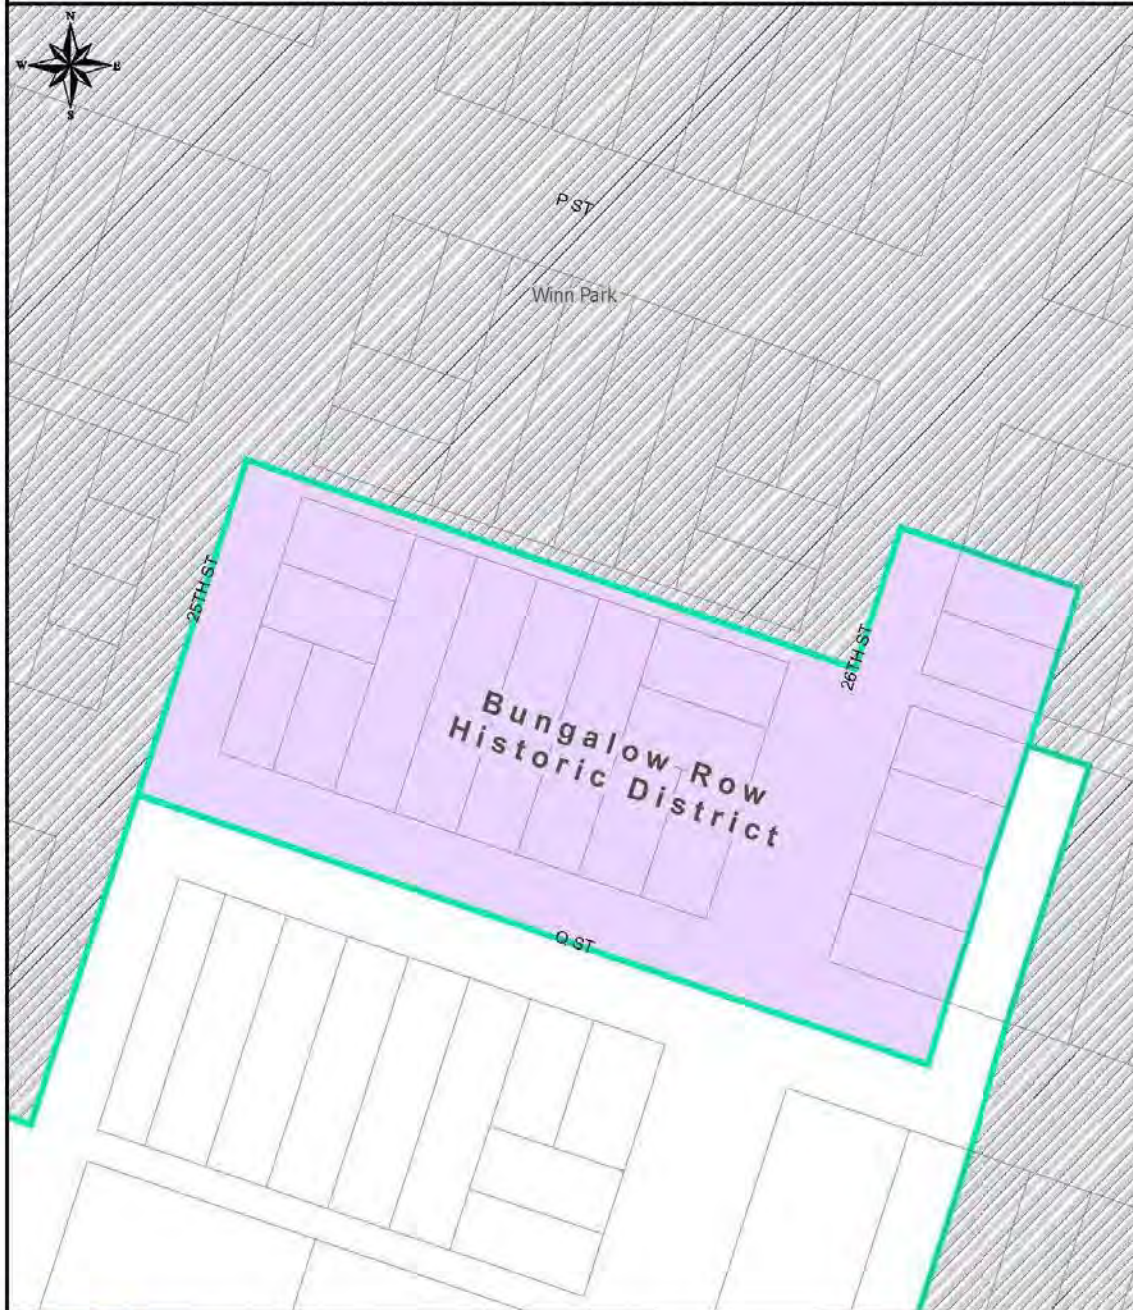 N
W E
S
P ST
Winn Park
25TH ST
26TH ST
Bungalow Row
Historic District
Q ST